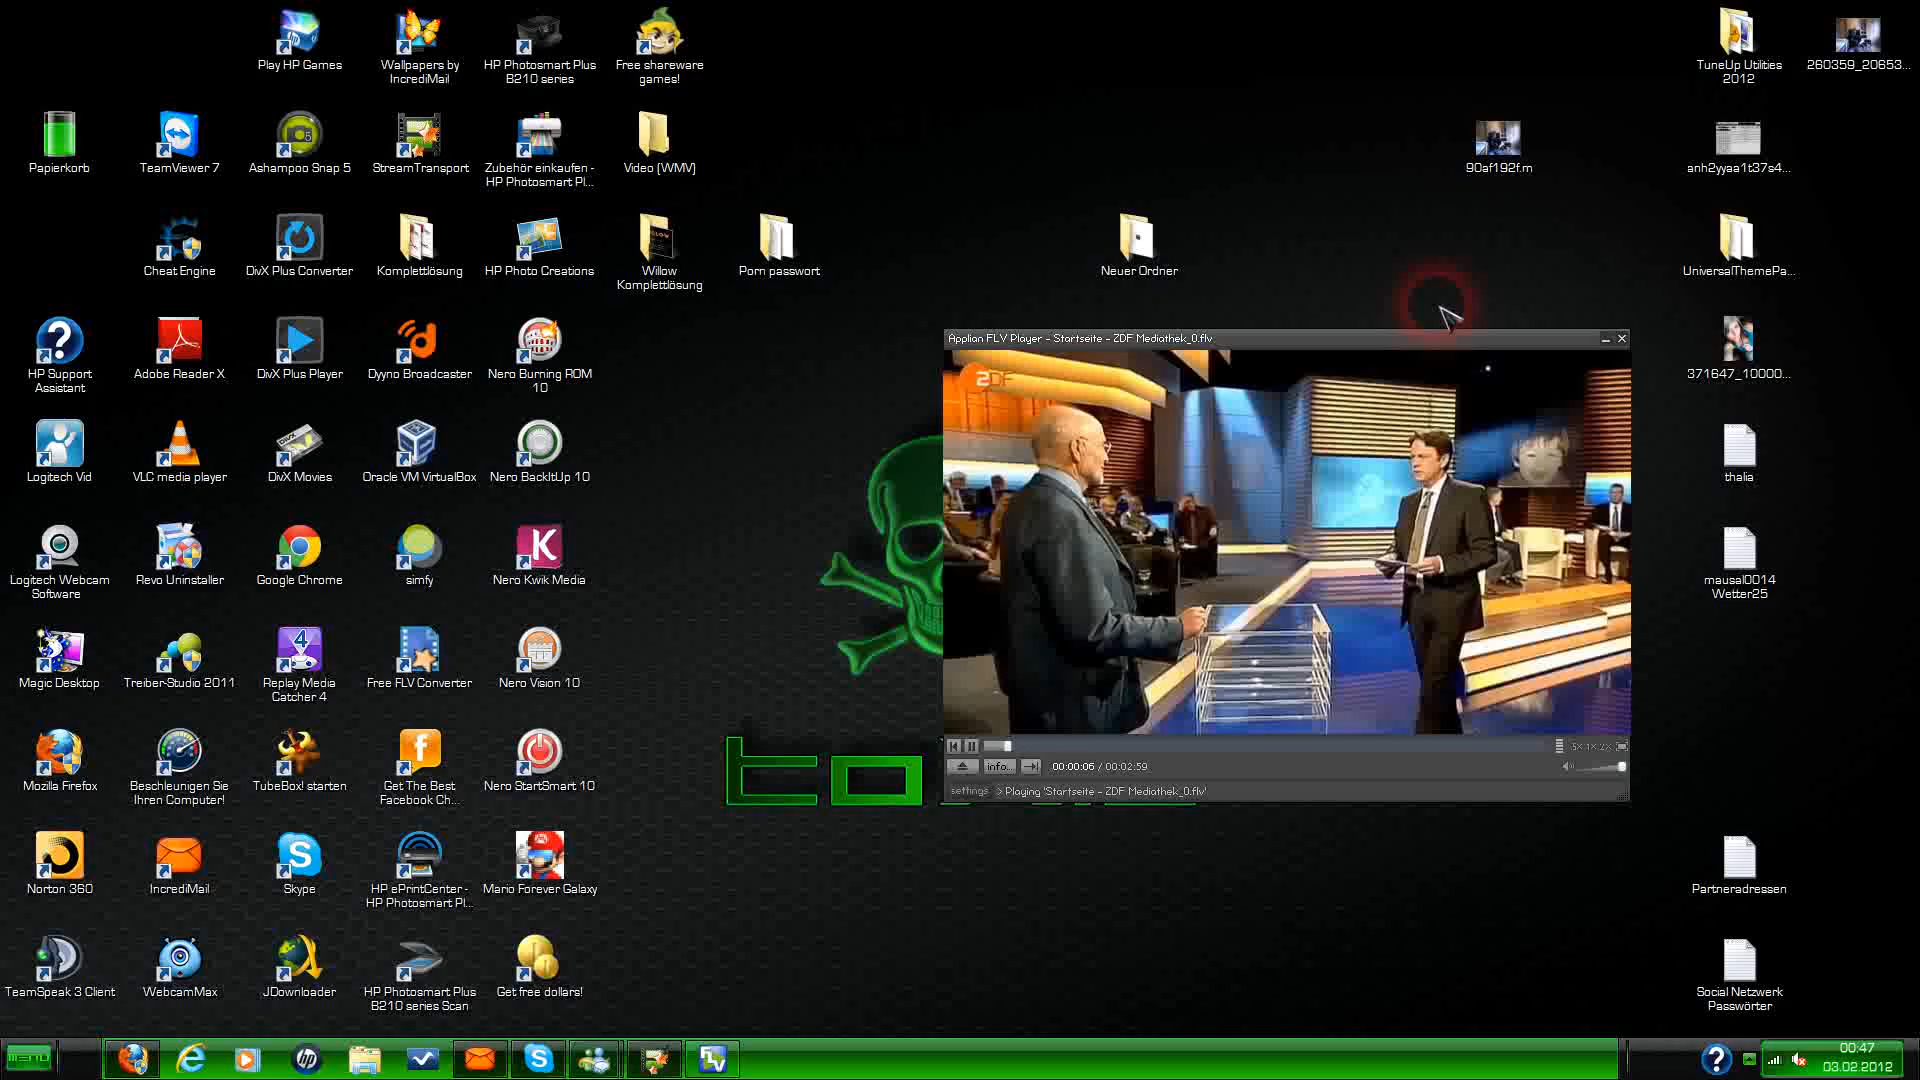 Play HP Games
Wallpapers by
IncrediMail
HP Photosmart Plus
B210 series
Free shareware
games!
TuneUp Utilities
2012
260359_20653...
Papierkorb
TeamViewer 7
Ashampoo Snap 5
StreamTransport
Zubehör einkaufen -
HP Photosmart Pl...
Video (WMV)
90af192f.m
anh2yyaa1t37s4...
Cheat Engine
DivX Plus Converter
Komplettlösung
HP Photo Creations
Willow
Komplettlösung
Porn passwort
Neuer Ordner
UniversalThemePa...
HP Support
Assistant
Adobe Reader X
DivX Plus Player
Dyyno Broadcaster
Nero Burning ROM
10
Applian FLV Player - Startseite - ZDF Mediathek_0.flv
ZDF
371647_10000...
Logitech Vid
VLC media player
DivX Movies
Oracle VM VirtualBox
Nero BackItUp 10
thalia
Logitech Webcam
Software
Revo Uninstaller
Google Chrome
simfy
Nero Kwik Media
mausal0014
Wetter25
Magic Desktop
Treiber-Studio 2011
Replay Media
Catcher 4
Free FLV Converter
Nero Vision 10
Mozilla Firefox
Beschleunigen Sie
Ihren Computer!
TubeBox! starten
Get The Best
Facebook Ch...
Nero StartSmart 10
to
info...
00:00:06 / 00:02:59
settings > Playing 'Startseite - ZDF Mediathek_0.flv'
Norton 360
IncrediMail
Skype
HP ePrintCenter -
HP Photosmart Pl...
Mario Forever Galaxy
Partneradressen
TeamSpeak 3 Client
WebcamMax
JDownloader
HP Photosmart Plus
B210 series Scan
Get free dollars!
Social Netzwerk
Passwörter
MENU
00:47
03.02.2012